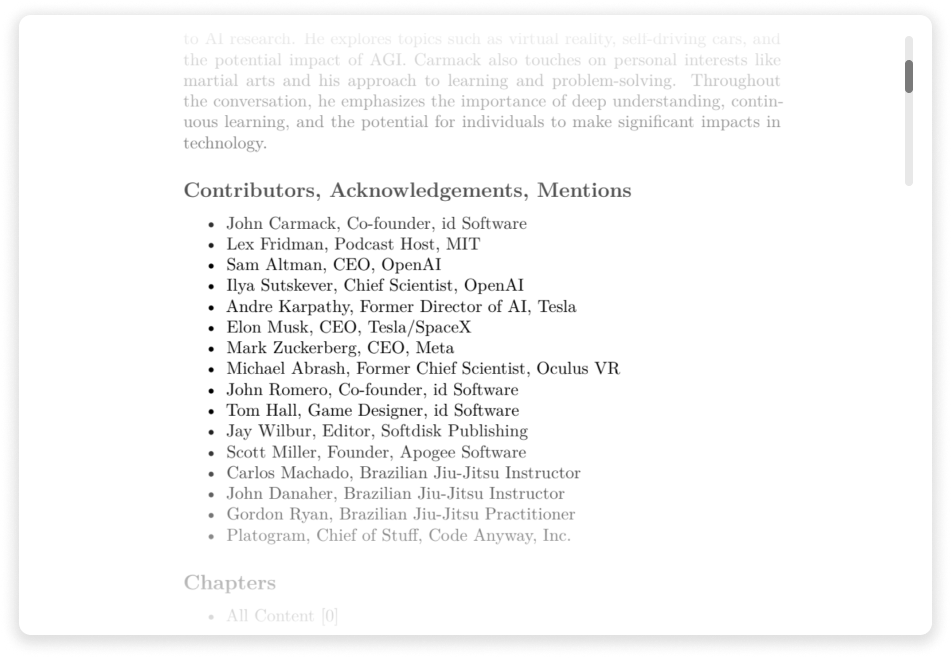 to AI research. He explores topics such as virtual reality, self-driving cars, and
the potential impact of AGI. Carmack also touches on personal interests like
martial arts and his approach to learning and problem-solving. Throughout
the conversation, he emphasizes the importance of deep understanding, contin-
uous learning, and the potential for individuals to make significant impacts in
technology.
Contributors, Acknowledgements, Mentions
• John Carmack, Co-founder, id Software
• Lex Fridman, Podcast Host, MIT
• Sam Altman, CEO, OpenAI
• Ilya Sutskever, Chief Scientist, OpenAI
• Andre Karpathy, Former Director of AI, Tesla
• Elon Musk, CEO, Tesla/SpaceX
• Mark Zuckerberg, CEO, Meta
• Michael Abrash, Former Chief Scientist, Oculus VR
• John Romero, Co-founder, id Software
• Tom Hall, Game Designer, id Software
• Jay Wilbur, Editor, Softdisk Publishing
• Scott Miller, Founder, Apogee Software
• Carlos Machado, Brazilian Jiu-Jitsu Instructor
• John Danaher, Brazilian Jiu-Jitsu Instructor
• Gordon Ryan, Brazilian Jiu-Jitsu Practitioner
• Platogram, Chief of Stuff, Code Anyway, Inc.
Chapters
• All Content [0]